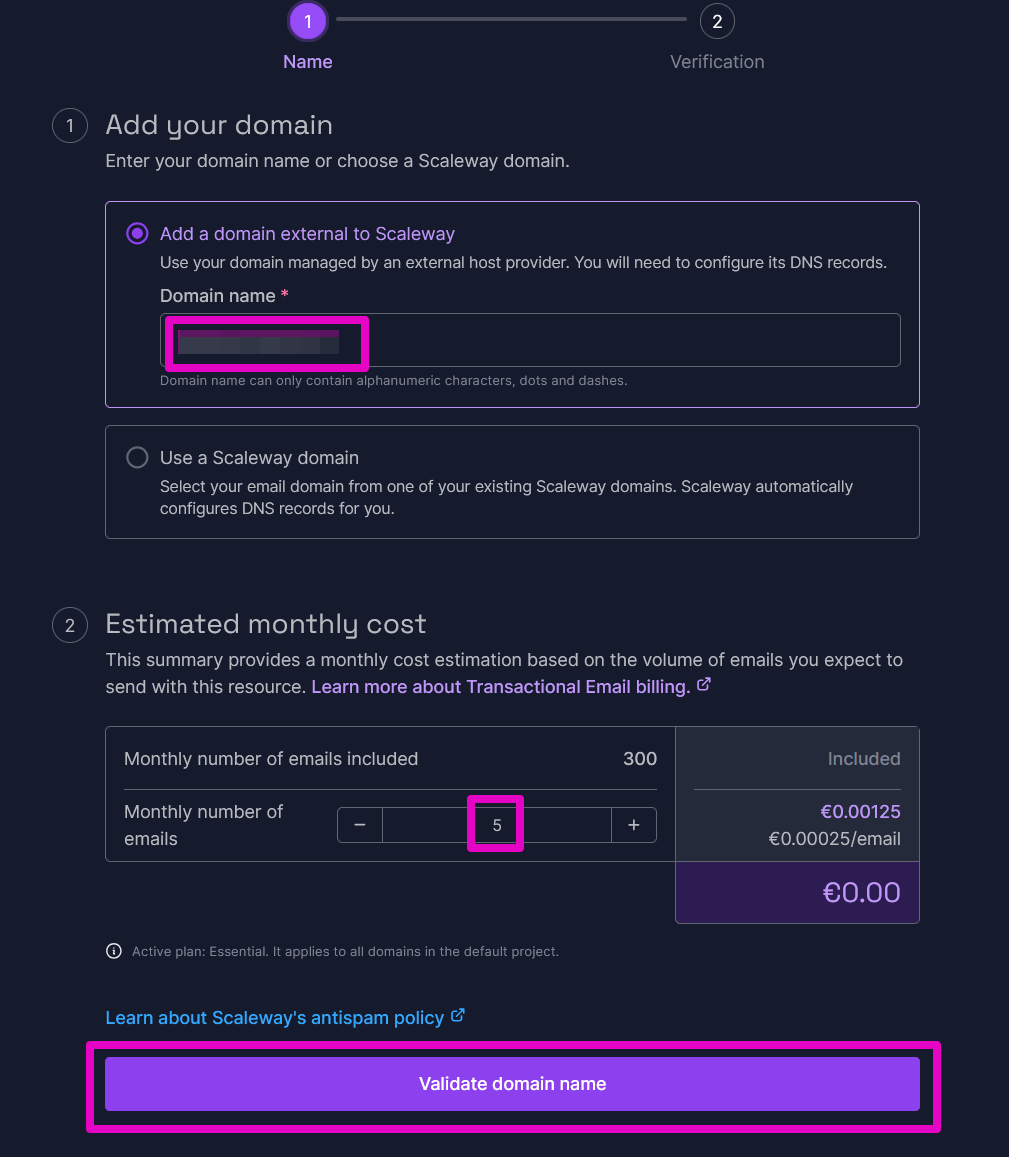 1
2
Name
Verification
1
Add your domain
Enter your domain name or choose a Scaleway domain.
Add a domain external to Scaleway
Use your domain managed by an external host provider. You will need to configure its DNS records.
Domain name *
Domain name can only contain alphanumeric characters, dots and dashes.
Use a Scaleway domain
Select your email domain from one of your existing Scaleway domains. Scaleway automatically
configures DNS records for you.
2
Estimated monthly cost
This summary provides a monthly cost estimation based on the volume of emails you expect to
send with this resource. Learn more about Transactional Email billing.
Monthly number of emails included
300
Included
Monthly number of
emails
−
5
+
€0.00125
€0.00025/email
€0.00
Active plan: Essential. It applies to all domains in the default project.
Learn about Scaleway's antispam policy
Validate domain name